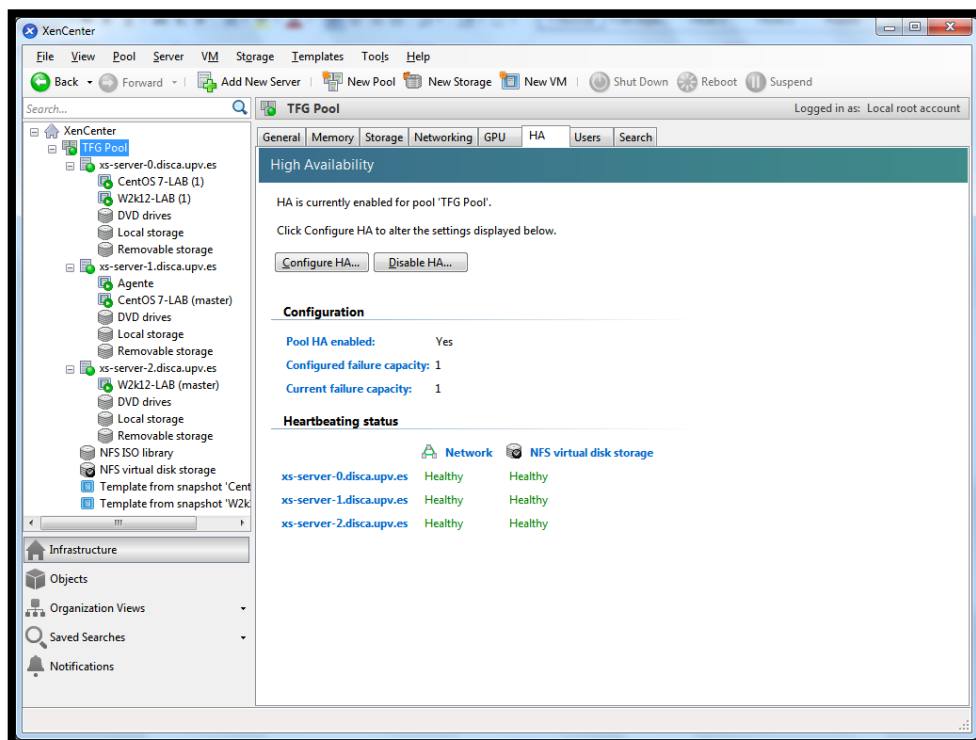 XenCenter
File View Pool Server VM Storage Templates Tools Help
Back Forward Add New Server New Pool New Storage New VM Shut Down Reboot Suspend
Search...
TFG Pool Logged in as: Local root account
XenCenter
TFG Pool
xs-server-0.disca.upv.es
CentOS 7-LAB (1)
W2k12-LAB (1)
DVD drives
Local storage
Removable storage
xs-server-1.disca.upv.es
Agente
CentOS 7-LAB (master)
DVD drives
Local storage
Removable storage
xs-server-2.disca.upv.es
W2k12-LAB (master)
DVD drives
Local storage
Removable storage
NFS ISO library
NFS virtual disk storage
Template from snapshot 'Cent
Template from snapshot 'W2k
Infrastructure
Objects
Organization Views
Saved Searches
Notifications
General Memory Storage Networking GPU HA Users Search
High Availability
HA is currently enabled for pool 'TFG Pool'.
Click Configure HA to alter the settings displayed below.
Configure HA... Disable HA...
Configuration
Pool HA enabled: Yes
Configured failure capacity: 1
Current failure capacity: 1
Heartbeating status
Network NFS virtual disk storage
xs-server-0.disca.upv.es Healthy Healthy
xs-server-1.disca.upv.es Healthy Healthy
xs-server-2.disca.upv.es Healthy Healthy